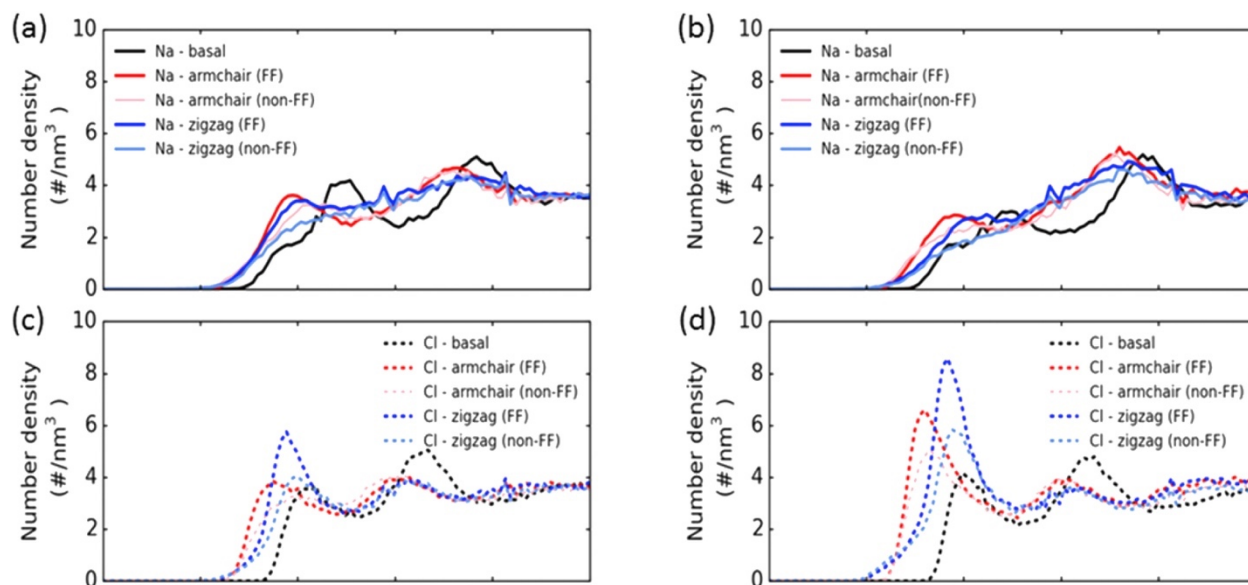 (a)
10
8
6
4
2
0
Number density
(#/nm³)
Na - basal
Na - armchair (FF)
Na - armchair (non-FF)
Na - zigzag (FF)
Na - zigzag (non-FF)
(b)
10
8
6
4
2
0
Number density
(#/nm³)
Na - basal
Na - armchair (FF)
Na - armchair(non-FF)
Na - zigzag (FF)
Na - zigzag (non-FF)
(c)
10
8
6
4
2
0
Number density
(#/nm³)
Cl - basal
Cl - armchair (FF)
Cl - armchair (non-FF)
Cl - zigzag (FF)
Cl - zigzag (non-FF)
(d)
10
8
6
4
2
0
Number density
(#/nm³)
Cl - basal
Cl - armchair (FF)
Cl - armchair (non-FF)
Cl - zigzag (FF)
Cl - zigzag (non-FF)